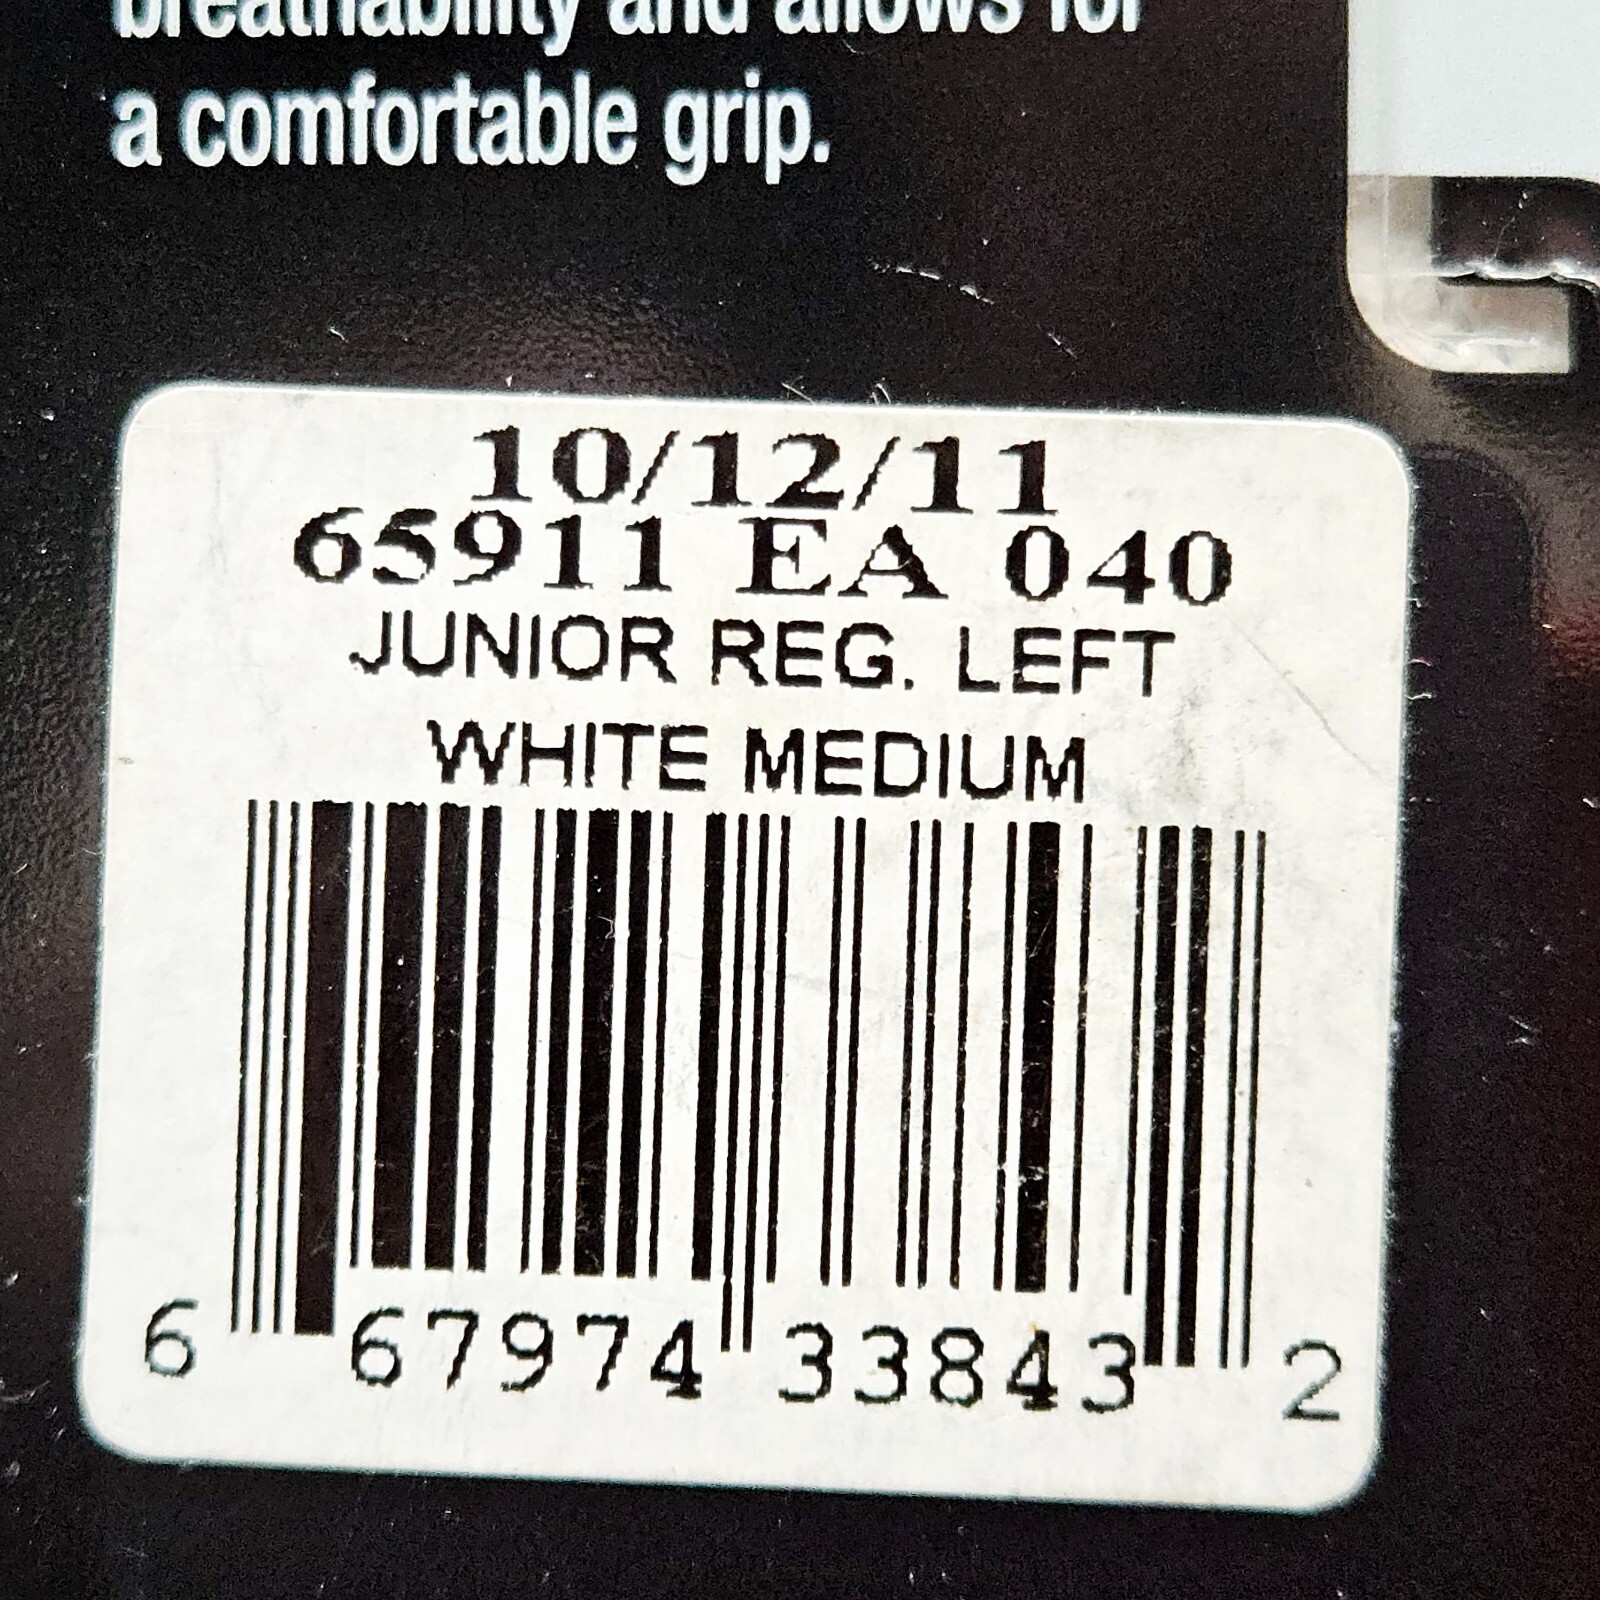 breathability and allows for
a comfortable grip.
10/12/11
65911 EA 040
JUNIOR REG. LEFT
WHITE MEDIUM
6 67974 33843 2